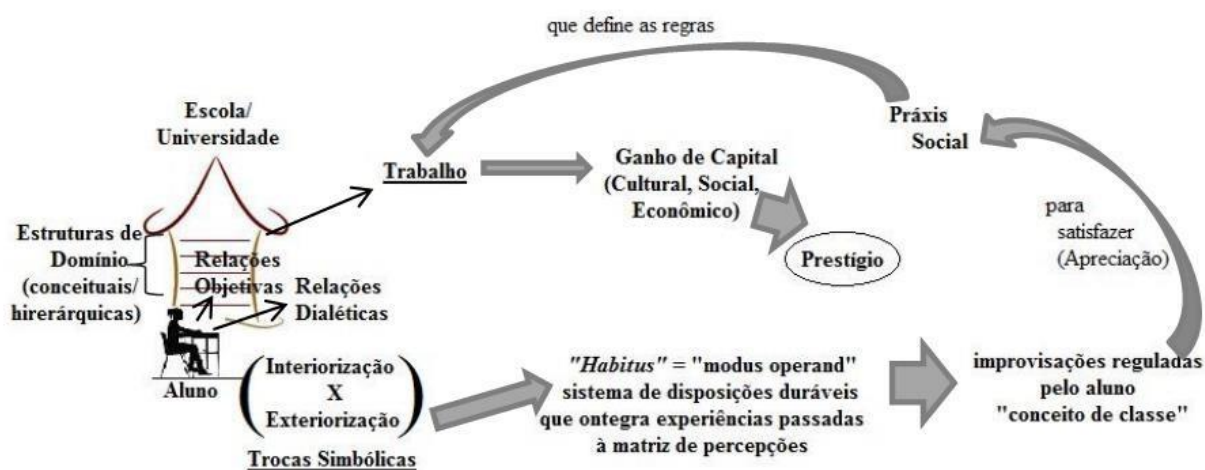 que define as regras
Escola/
Universidade
Práxis
Social
Trabalho
Ganho de Capital
(Cultural, Social,
Econômico)
Prestígio
para
satisfazer
(Apreciação)
Estruturas de
Domínio
(conceituais/
hirerárquicas)
Relações
Objetivas
Relações
Dialéticas
Aluno
Interiorização
X
Exteriorização
Trocas Simbólicas
"Habitus" = "modus operand"
sistema de disposições duráveis
que ontegra experiências passadas
à matriz de percepções
improvisações reguladas
pelo aluno
"conceito de classe"